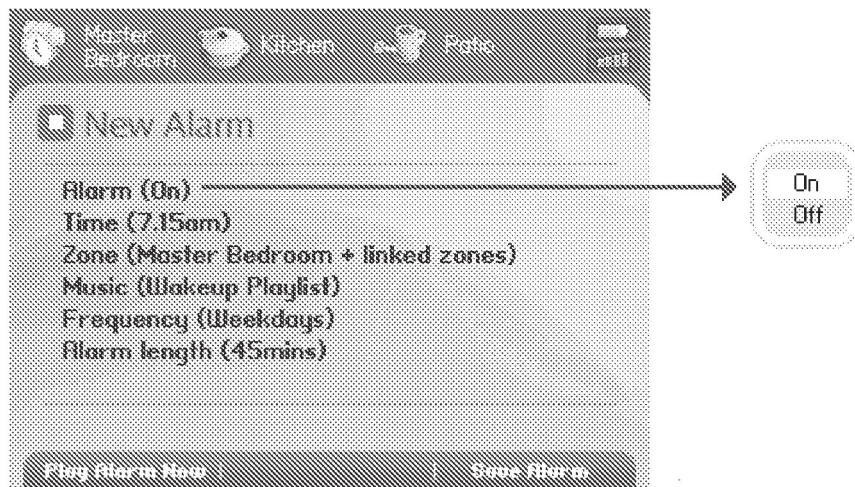 Master
Bedroom
Kitchen
Patio
New Alarm
Alarm (On)
Time (7.15am)
Zone (Master Bedroom + linked zones)
Music (Wakeup Playlist)
Frequency (Weekdays)
Alarm length (45mins)
On
Off
Play Alarm Now
Save Alarm